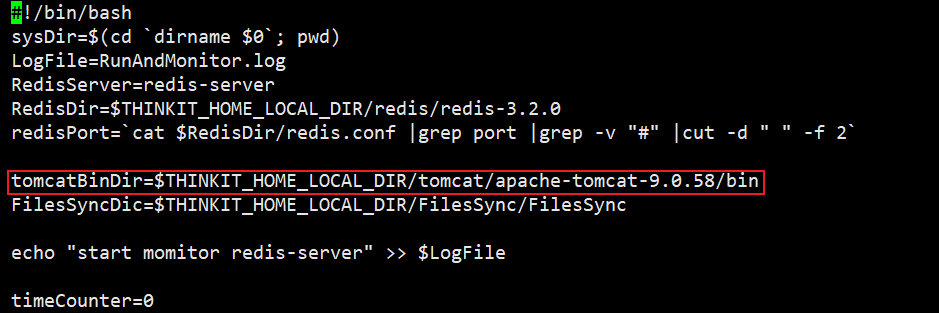 #!/bin/bash
sysDir=$(cd `dirname $0`; pwd)
LogFile=RunAndMonitor.log
RedisServer=redis-server
RedisDir=$THINKIT_HOME_LOCAL_DIR/redis/redis-3.2.0
redisPort=`cat $RedisDir/redis.conf |grep port |grep -v "#" |cut -d " " -f 2`
tomcatBinDir=$THINKIT_HOME_LOCAL_DIR/tomcat/apache-tomcat-9.0.58/bin
FilesSyncDic=$THINKIT_HOME_LOCAL_DIR/FilesSync/FilesSync
echo "start momitor redis-server" >> $LogFile
timeCounter=0